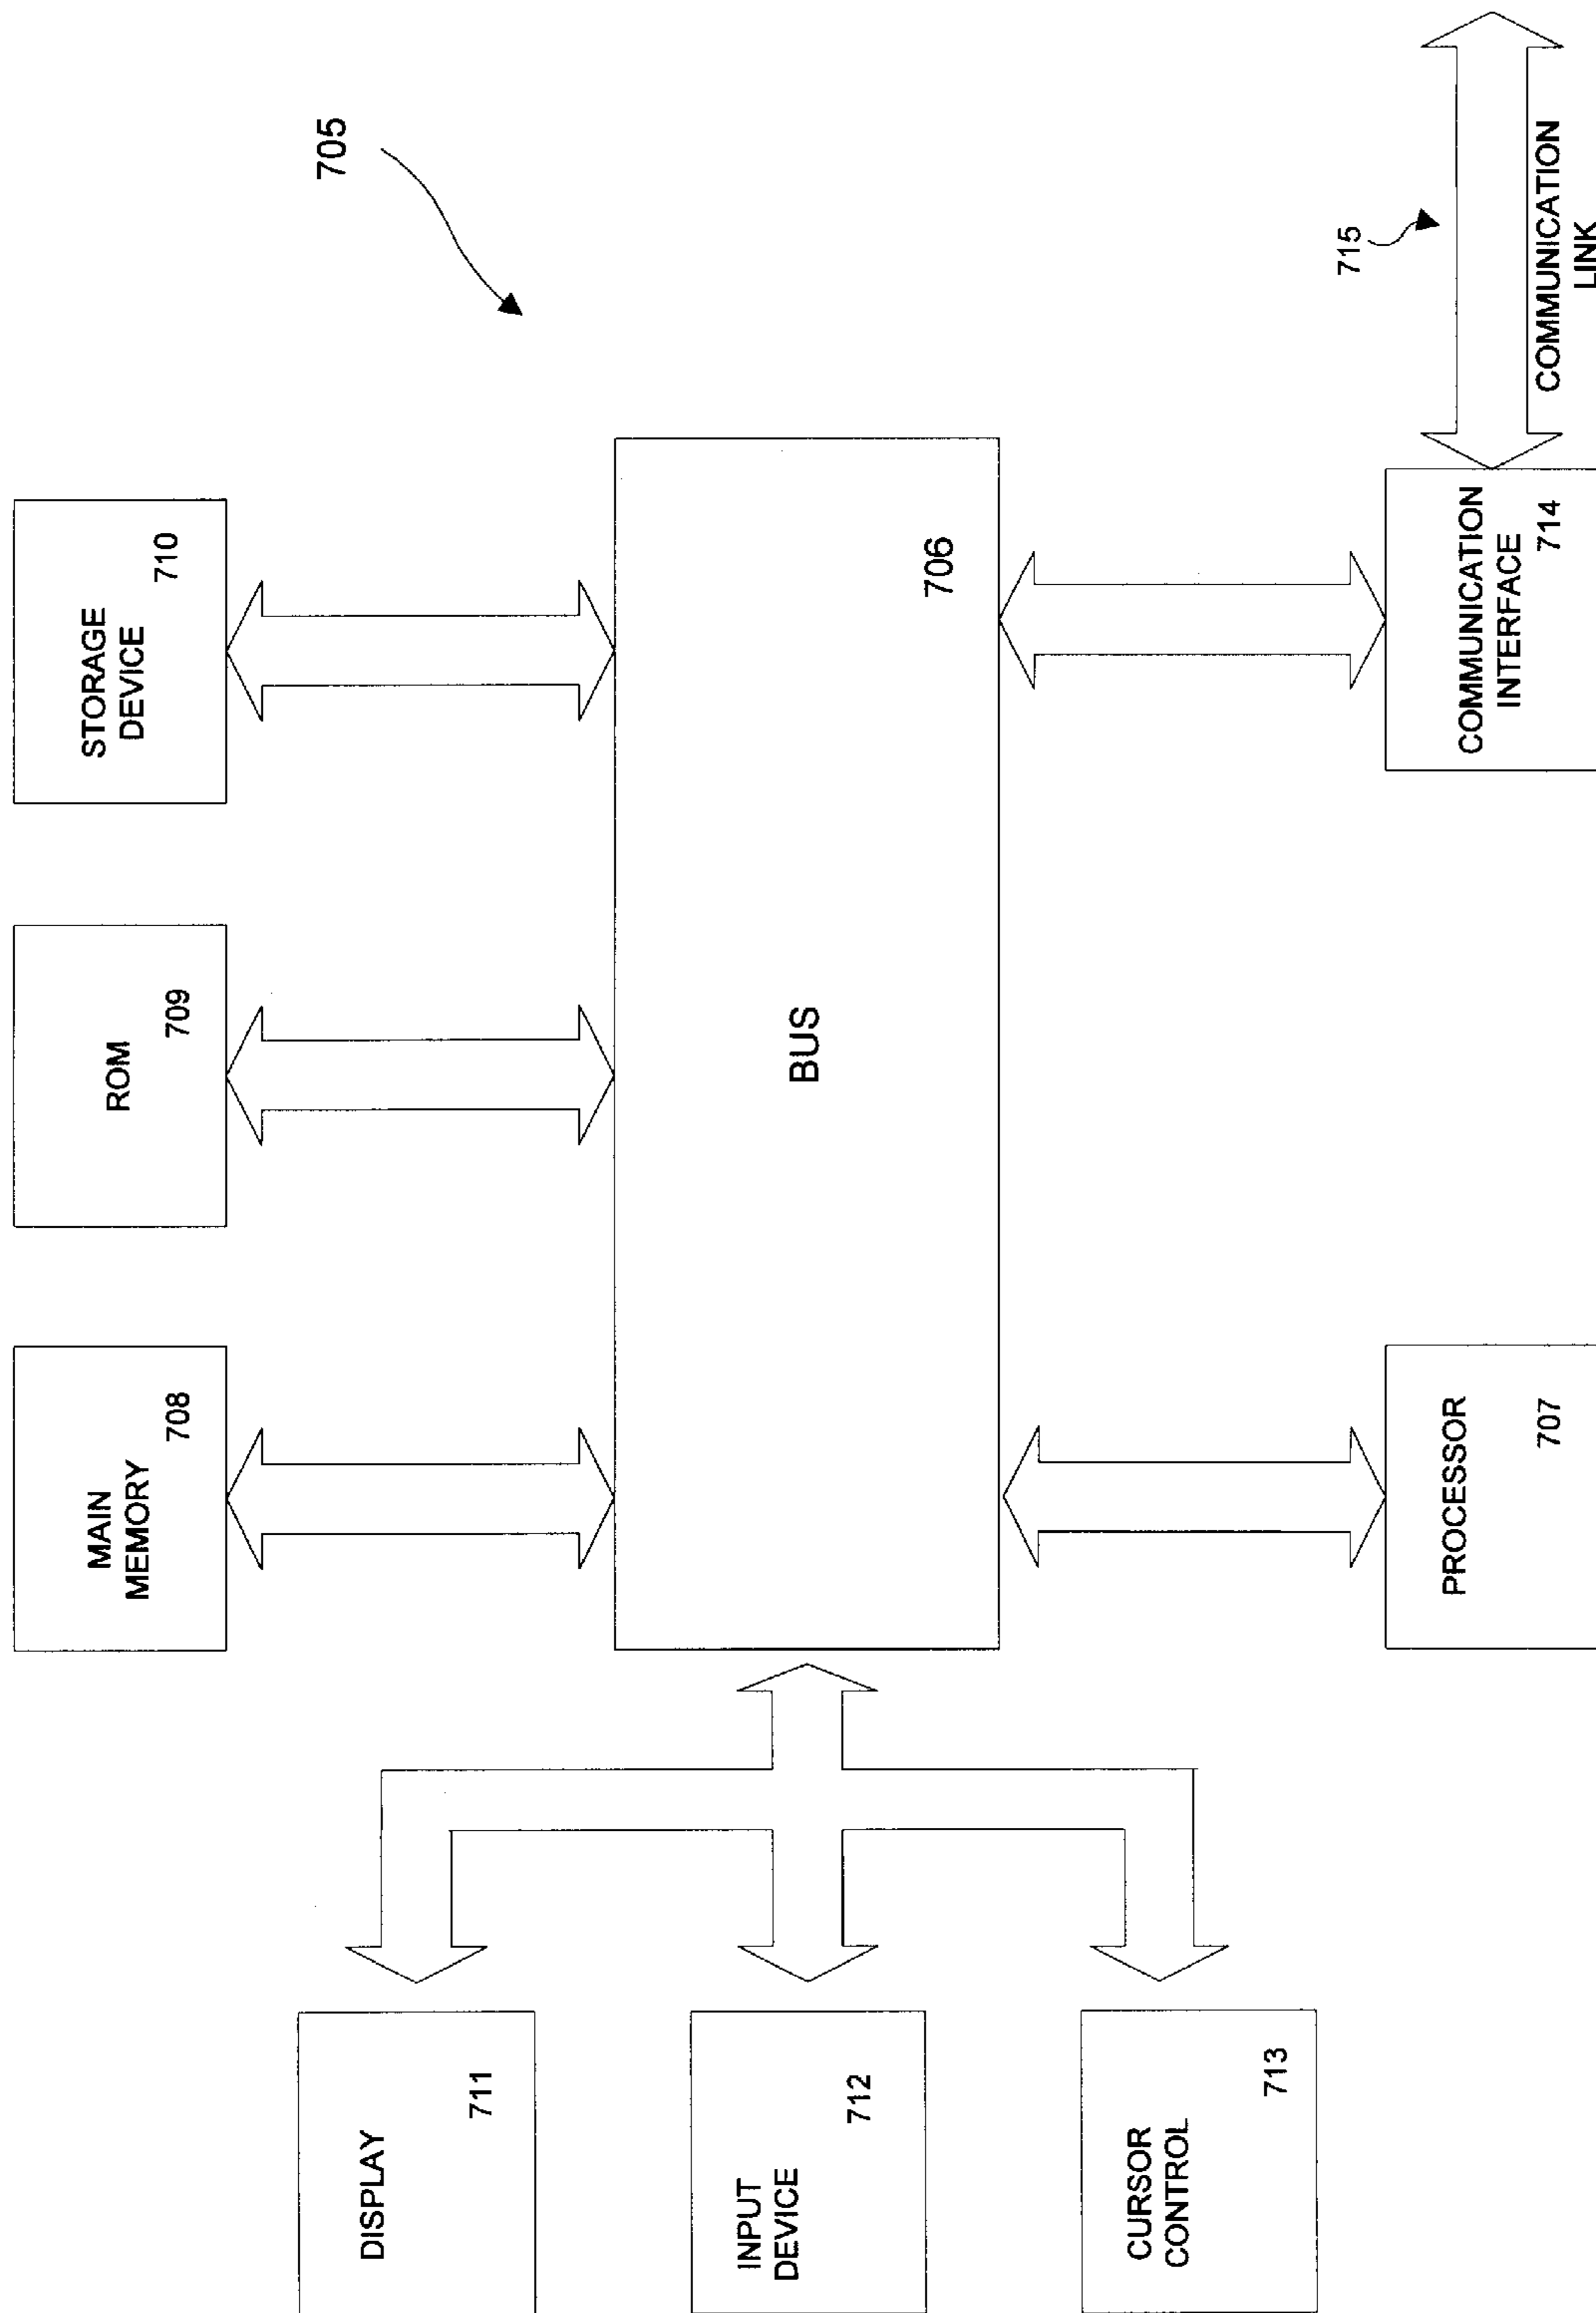 705
STORAGE
DEVICE
710
ROM
709
MAIN
MEMORY
708
BUS
706
DISPLAY
711
INPUT
DEVICE
712
CURSOR
CONTROL
713
PROCESSOR
707
COMMUNICATION
INTERFACE
714
715
COMMUNICATION
LINK